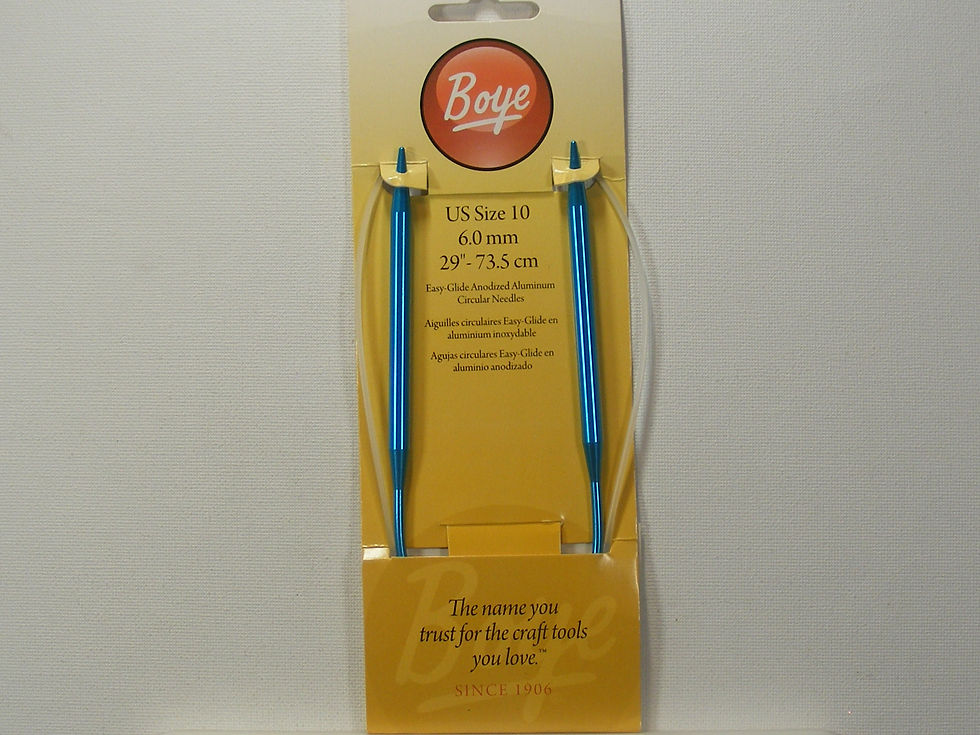 Boye
US Size 10
6.0 mm
29"- 73.5 cm
Easy-Glide Anodized Aluminum
Circular Needles
Aiguilles circulaires Easy-Glide en
aluminium inoxydable
Agujas circulares Easy-Glide en
aluminio anodizado
Boye
The name you
trust for the craft tools
you love.™
SINCE 1906